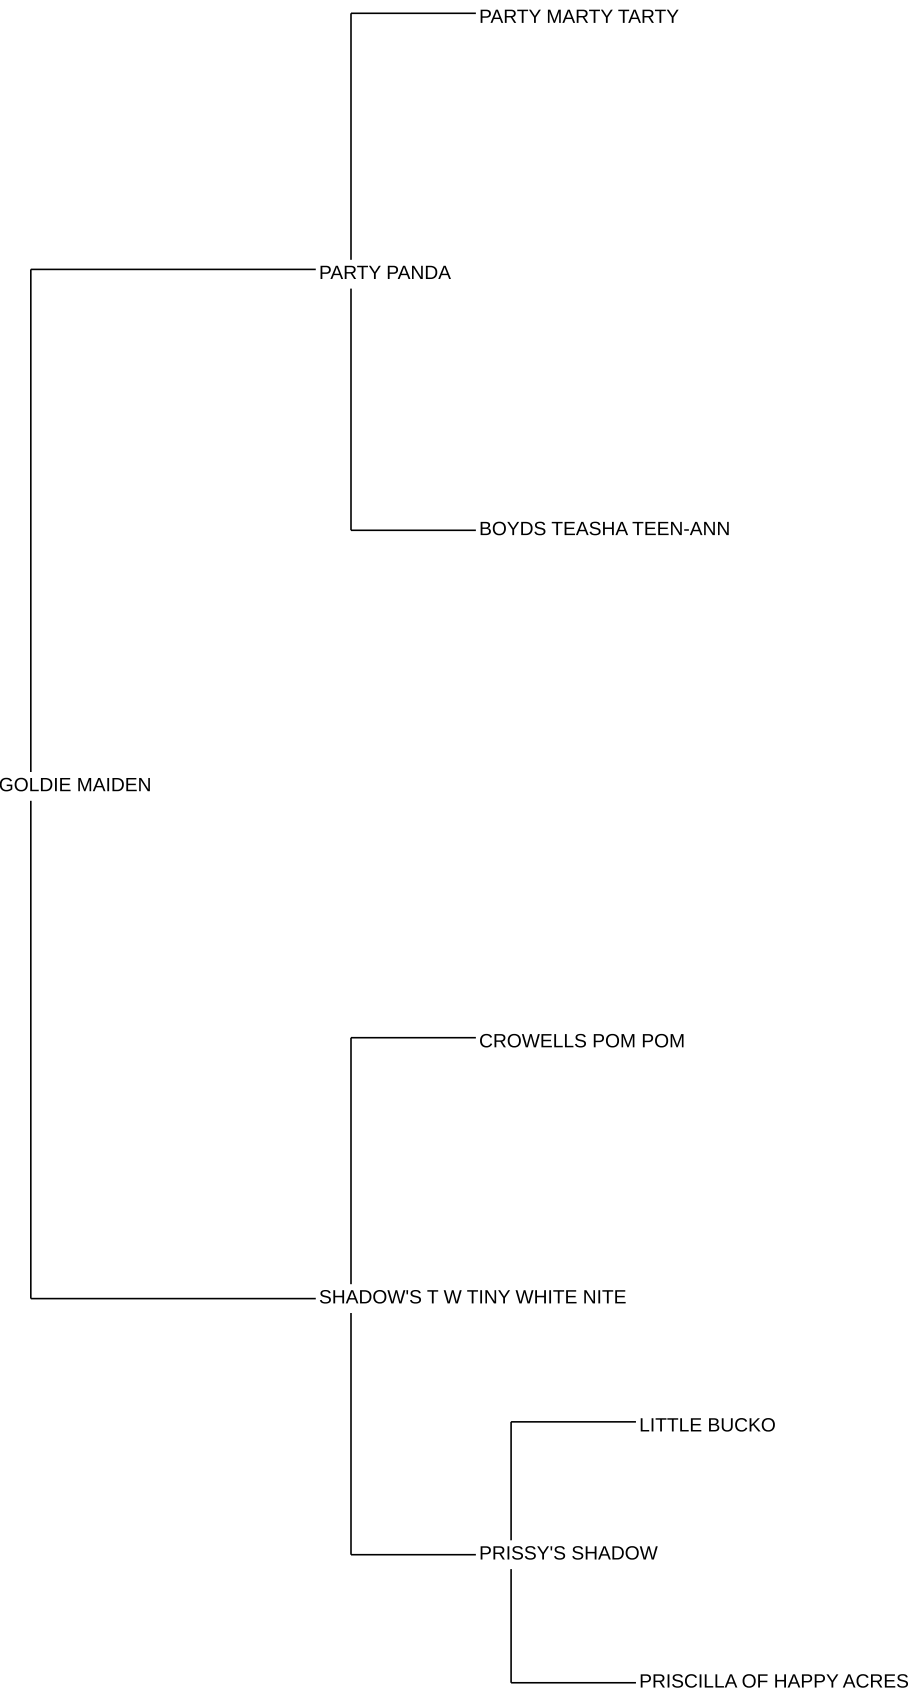 PARTY MARTY TARTY
PARTY PANDA
BOYDS TEASHA TEEN-ANN
GOLDIE MAIDEN
CROWELLS POM POM
SHADOW'S T W TINY WHITE NITE
LITTLE BUCKO
PRISSY'S SHADOW
PRISCILLA OF HAPPY ACRES